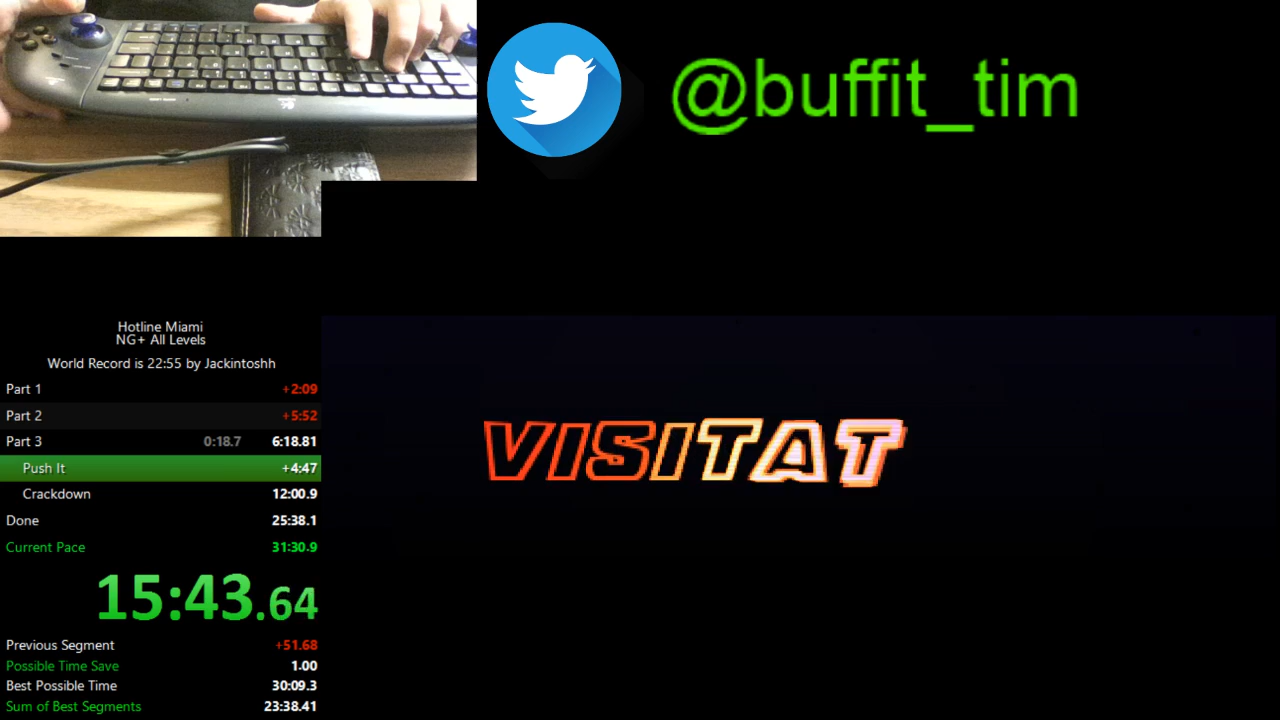 @buffit_tim
Hotline Miami
NG+ All Levels
World Record is 22:55 by Jackintoshh
Part 1 +2:09
Part 2 +5:52
Part 3 0:18.7 6:18.81
Push It +4:47
Crackdown 12:00.9
Done 25:38.1
Current Pace 31:30.9
15:43.64
Previous Segment +51.68
Possible Time Save 1.00
Best Possible Time 30:09.3
Sum of Best Segments 23:38.41
VISITAT